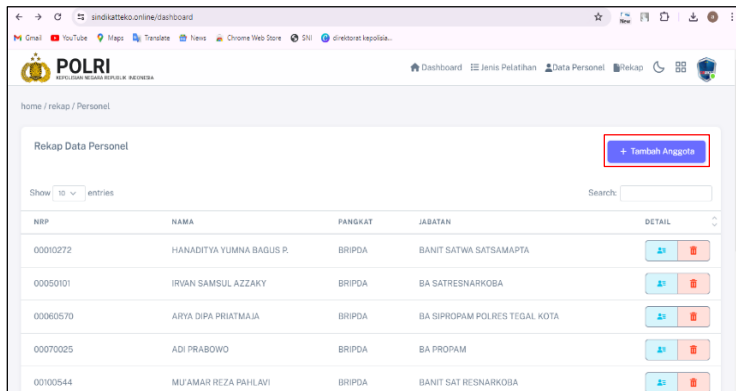 sindikatteko.online/dashboard
New
Gmail YouTube Maps Translate News Chrome Web Store SNI direktorat kepolisia...
POLRI
KEPOLISIAN NEGARA REPUBLIK INDONESIA
Dashboard Jenis Pelatihan Data Personel Rekap
home / rekap / Personel
Rekap Data Personel
+ Tambah Anggota
Show 10 entries Search:
NRP NAMA PANGKAT JABATAN DETAIL
00010272 HANADITYA YUMNA BAGUS P. BRIPDA BANIT SATWA SATSAMAPTA
00050101 IRVAN SAMSUL AZZAKY BRIPDA BA SATRESNARKOBA
00060570 ARYA DIPA PRIATMAJA BRIPDA BA SIPROPAM POLRES TEGAL KOTA
00070025 ADI PRABOWO BRIPDA BA PROPAM
00100544 MU'AMAR REZA PAHLAVI BRIPDA BANIT SAT RESNARKOBA